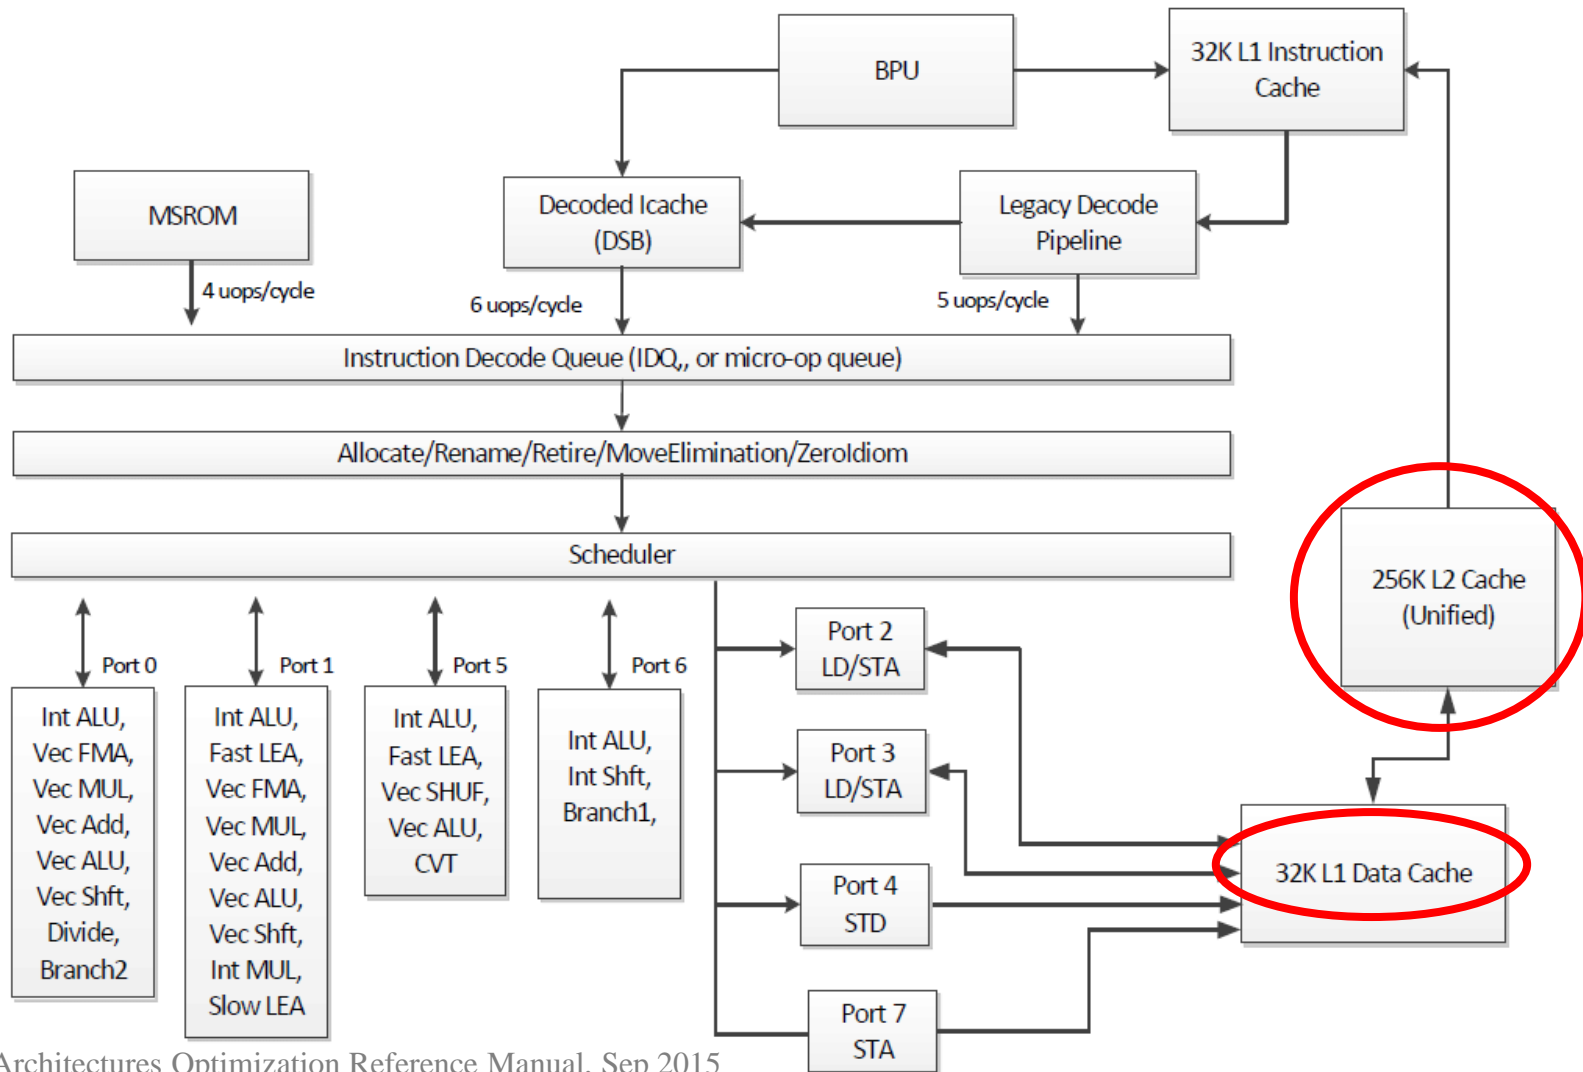 BPU
32K L1 Instruction
Cache
MSROM
Decoded Icache
(DSB)
Legacy Decode
Pipeline
4 uops/cycle
6 uops/cycle
5 uops/cycle
Instruction Decode Queue (IDQ,, or micro-op queue)
Allocate/Rename/Retire/MoveElimination/ZeroIdiom
Scheduler
256K L2 Cache
(Unified)
Port 0
Port 1
Port 5
Port 6
Int ALU,
Vec FMA,
Vec MUL,
Vec Add,
Vec ALU,
Vec Shft,
Divide,
Branch2
Int ALU,
Fast LEA,
Vec FMA,
Vec MUL,
Vec Add,
Vec ALU,
Vec Shft,
Int MUL,
Slow LEA
Int ALU,
Fast LEA,
Vec SHUF,
Vec ALU,
CVT
Int ALU,
Int Shft,
Branch1,
Port 2
LD/STA
Port 3
LD/STA
Port 4
STD
Port 7
STA
32K L1 Data Cache
Architectures Optimization Reference Manual, Sep 2015